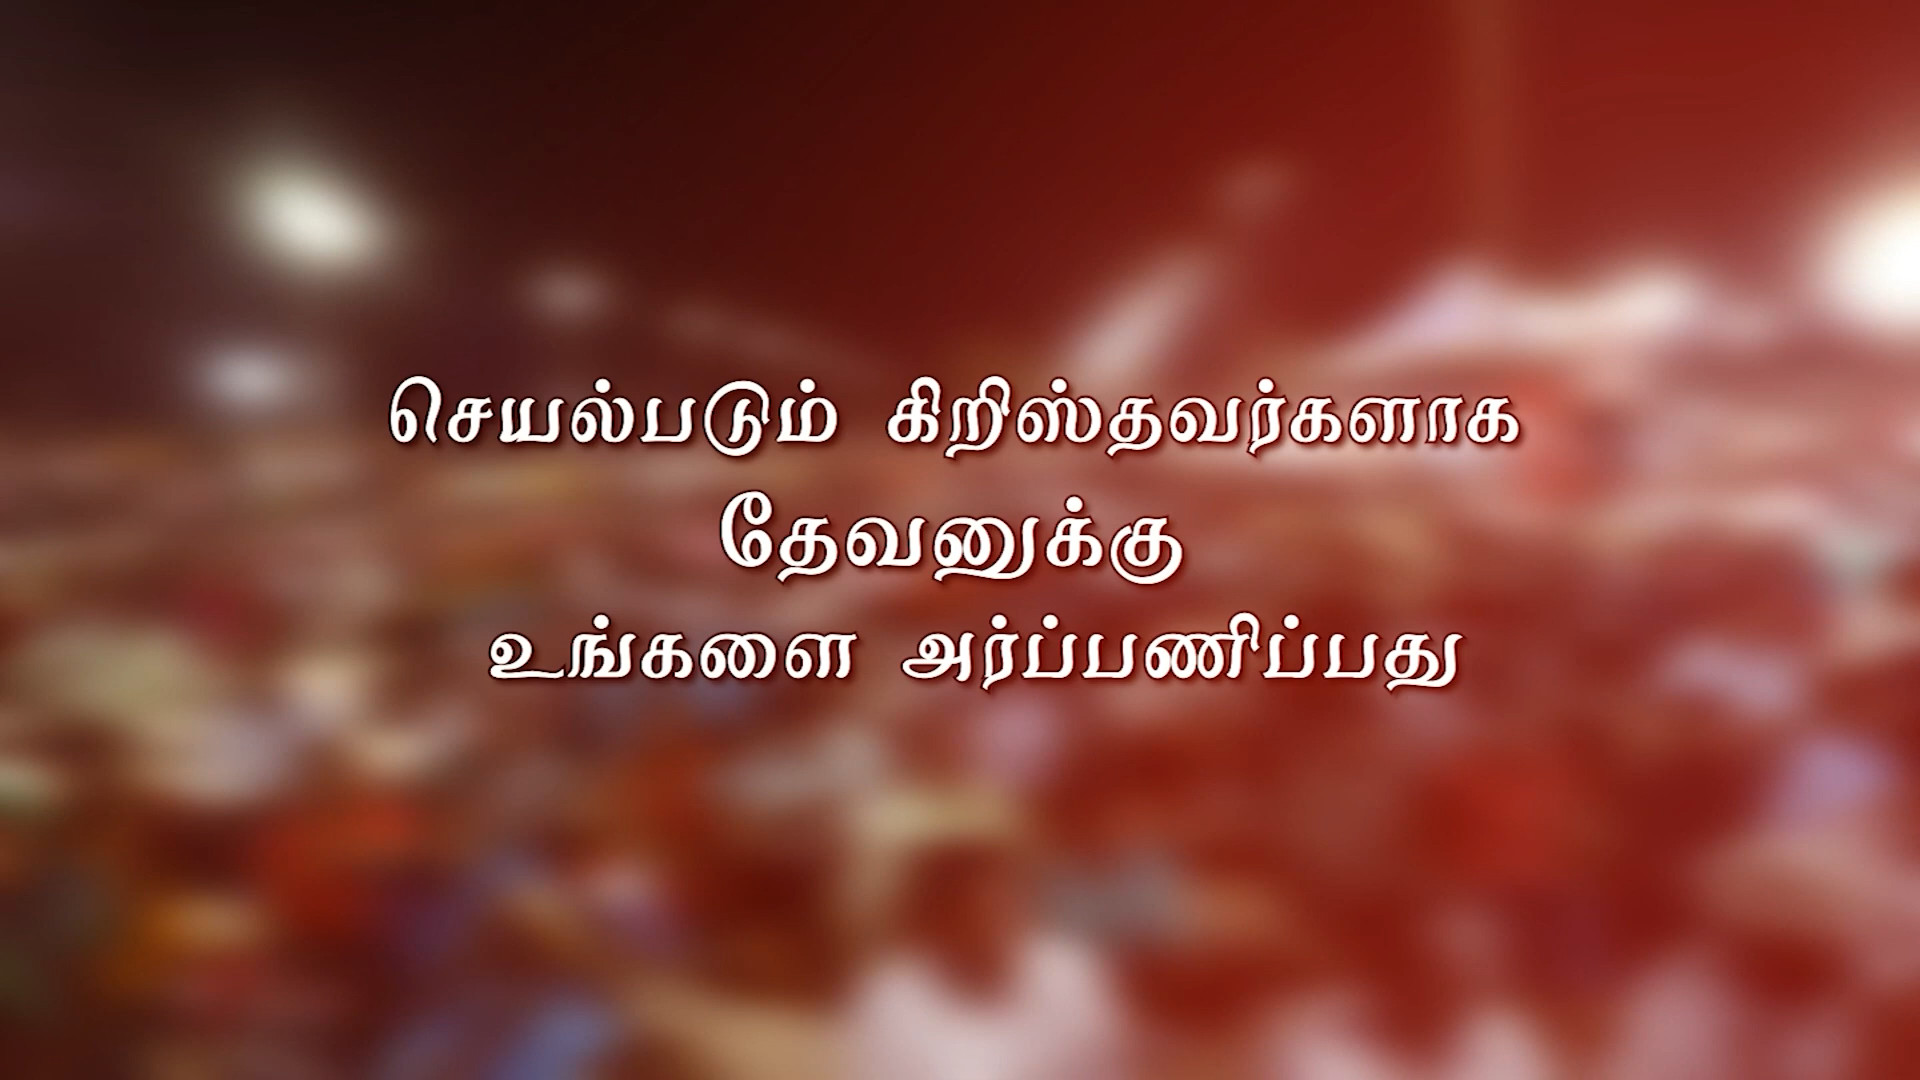 செயல்படும் கிறிஸ்தவர்களாக
தேவனுக்கு
உங்களை அர்ப்பணிப்பது